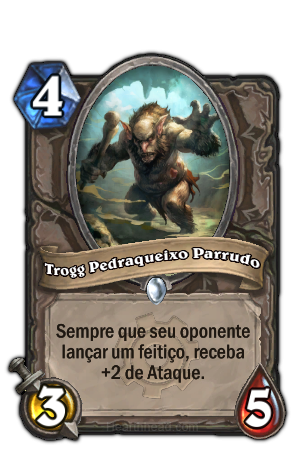 4
Trogg Pedraqueixo Parrudo
Sempre que seu oponente
lançar um feitiço, receba
+2 de Ataque.
3
5